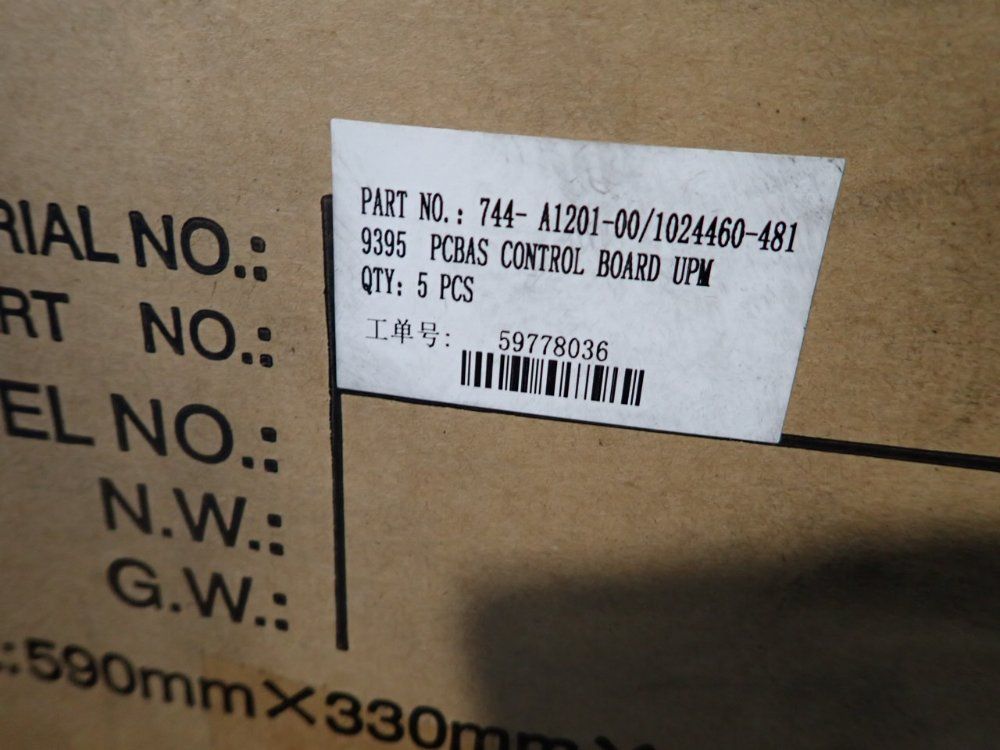 PART NO.: 744- A1201-00/1024460-481
9395 PCBAS CONTROL BOARD UPM
QTY: 5 PCS
工单号: 59778036
RIAL NO.:
RT NO.:
EL NO.:
N.W.:
G.W.:
.:590mm×330mm×